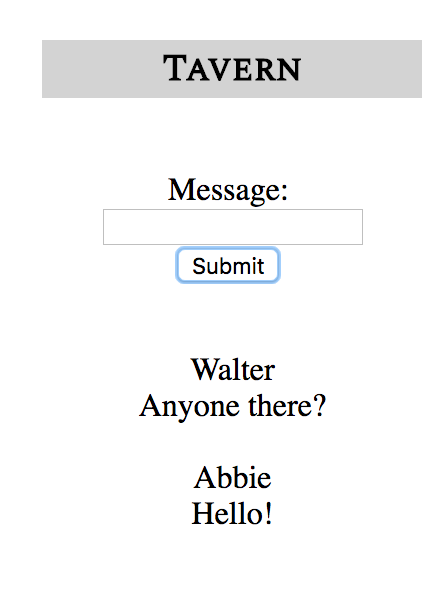 Tavern
Message:
Submit
Walter
Anyone there?
Abbie
Hello!